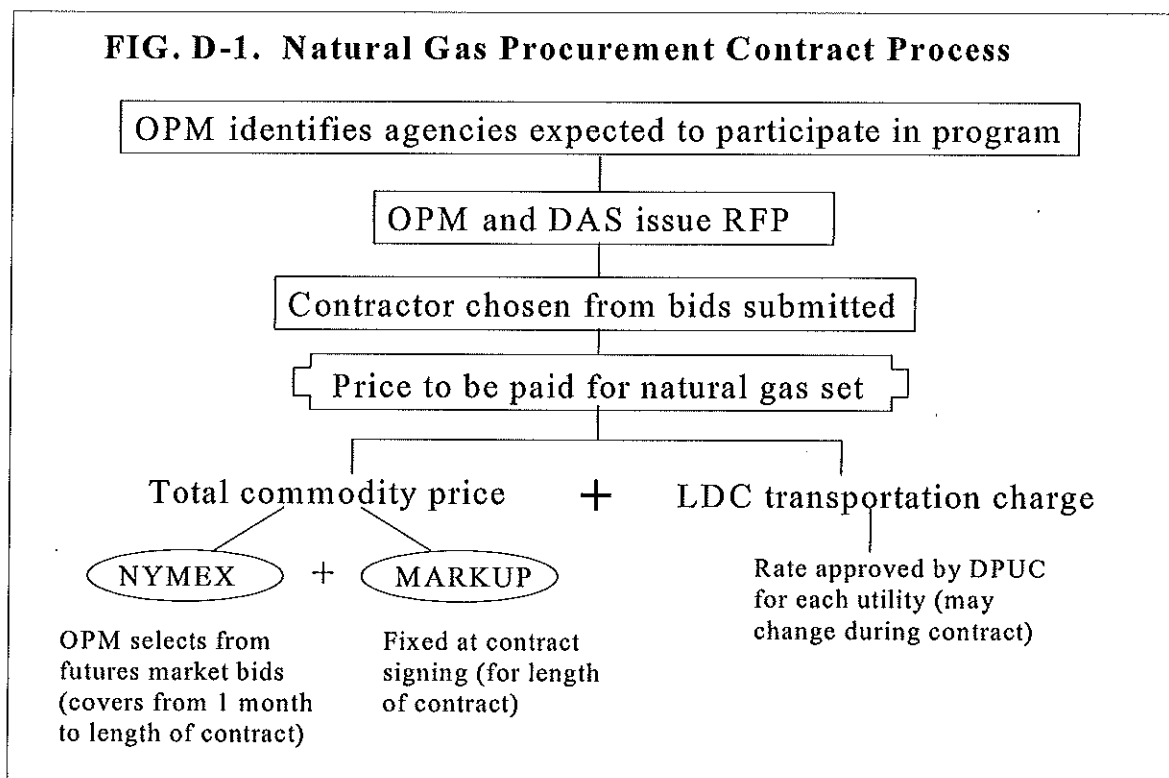 FIG. D-1. Natural Gas Procurement Contract Process
OPM identifies agencies expected to participate in program
OPM and DAS issue RFP
Contractor chosen from bids submitted
Price to be paid for natural gas set
Total commodity price + LDC transportation charge
NYMEX + MARKUP
OPM selects from
futures market bids
(covers from 1 month
to length of contract)
Fixed at contract
signing (for length
of contract)
Rate approved by DPUC
for each utility (may
change during contract)